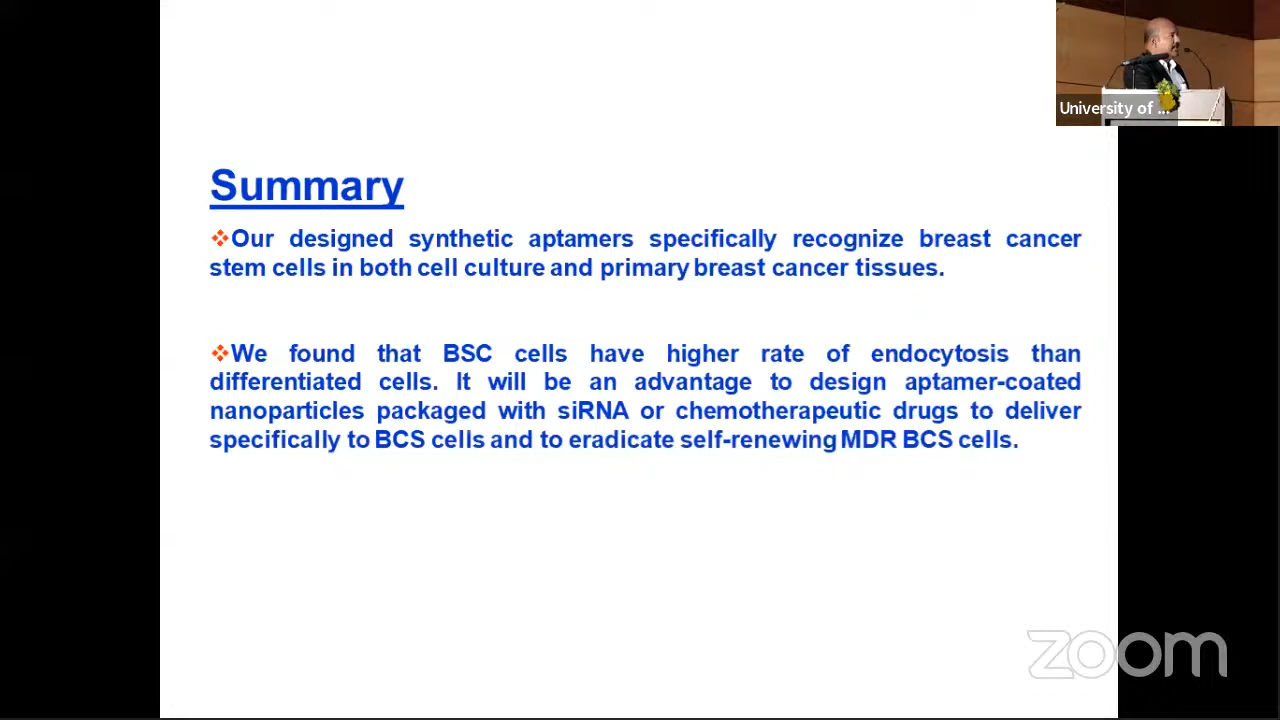 University of ...
Summary
❖Our designed synthetic aptamers specifically recognize breast cancer
stem cells in both cell culture and primary breast cancer tissues.
❖We found that BSC cells have higher rate of endocytosis than
differentiated cells. It will be an advantage to design aptamer-coated
nanoparticles packaged with siRNA or chemotherapeutic drugs to deliver
specifically to BCS cells and to eradicate self-renewing MDR BCS cells.
zoom